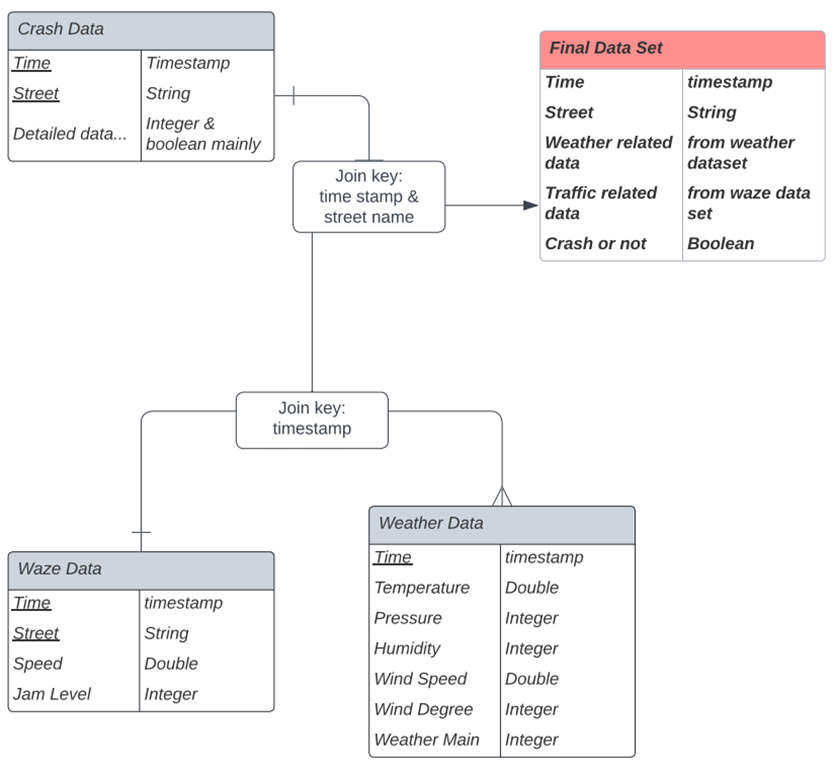 Crash Data
Time Timestamp
Street String
Detailed data... Integer &
boolean mainly
Final Data Set
Time timestamp
Street String
Weather related from weather
data dataset
Traffic related from waze data
data set
Crash or not Boolean
Join key:
time stamp &
street name
Join key:
timestamp
Waze Data
Time timestamp
Street String
Speed Double
Jam Level Integer
Weather Data
Time timestamp
Temperature Double
Pressure Integer
Humidity Integer
Wind Speed Double
Wind Degree Integer
Weather Main Integer